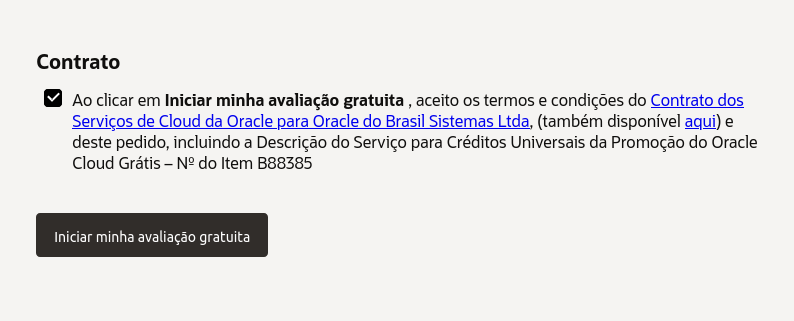 Contrato
Ao clicar em Iniciar minha avaliação gratuita , aceito os termos e condições do Contrato dos
Serviços de Cloud da Oracle para Oracle do Brasil Sistemas Ltda, (também disponível aqui) e
deste pedido, incluindo a Descrição do Serviço para Créditos Universais da Promoção do Oracle
Cloud Grátis – Nº do Item B88385
Iniciar minha avaliação gratuita